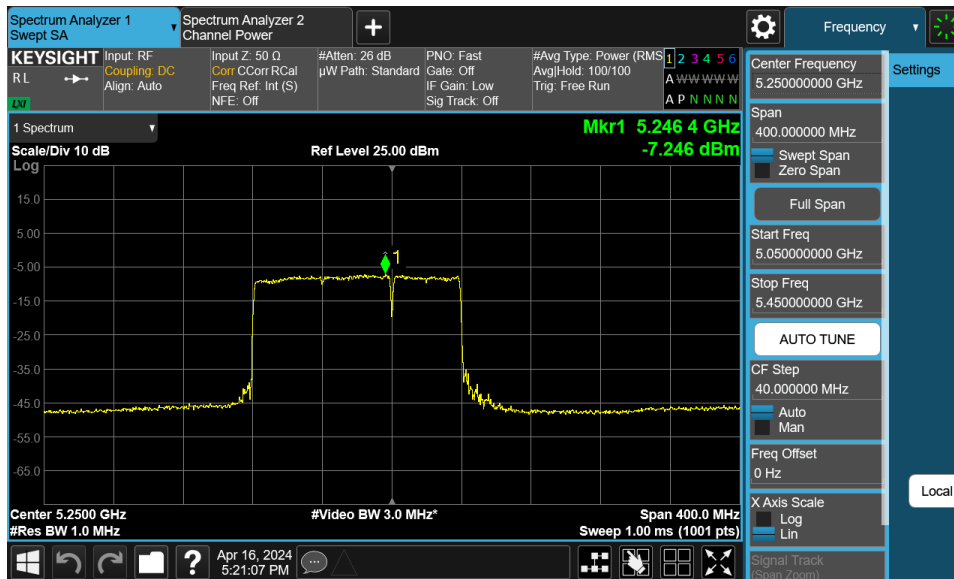 Spectrum Analyzer 1
Swept SA
Spectrum Analyzer 2
Channel Power
Frequency
KEYSIGHT
R L
LXI
Input: RF
Coupling: DC
Align: Auto
Input Z: 50 Ω
Corr CCorr RCal
Freq Ref: Int (S)
NFE: Off
#Atten: 26 dB
µW Path: Standard
PNO: Fast
Gate: Off
IF Gain: Low
Sig Track: Off
#Avg Type: Power (RMS
Avg|Hold: 100/100
Trig: Free Run
1 2 3 4 5 6
A W W W W W
A P N N N N
1 Spectrum
Scale/Div 10 dB
Ref Level 25.00 dBm
Mkr1 5.246 4 GHz
-7.246 dBm
Log
15.0
5.00
-5.00
-15.0
-25.0
-35.0
-45.0
-55.0
-65.0
1
Center 5.2500 GHz
#Video BW 3.0 MHz*
Span 400.0 MHz
#Res BW 1.0 MHz
Sweep 1.00 ms (1001 pts)
Apr 16, 2024
5:21:07 PM
Center Frequency
5.250000000 GHz
Span
400.000000 MHz
Swept Span
Zero Span
Full Span
Start Freq
5.050000000 GHz
Stop Freq
5.450000000 GHz
AUTO TUNE
CF Step
40.000000 MHz
Auto
Man
Freq Offset
0 Hz
X Axis Scale
Log
Lin
Signal Track
(Span Zoom)
Settings
Local